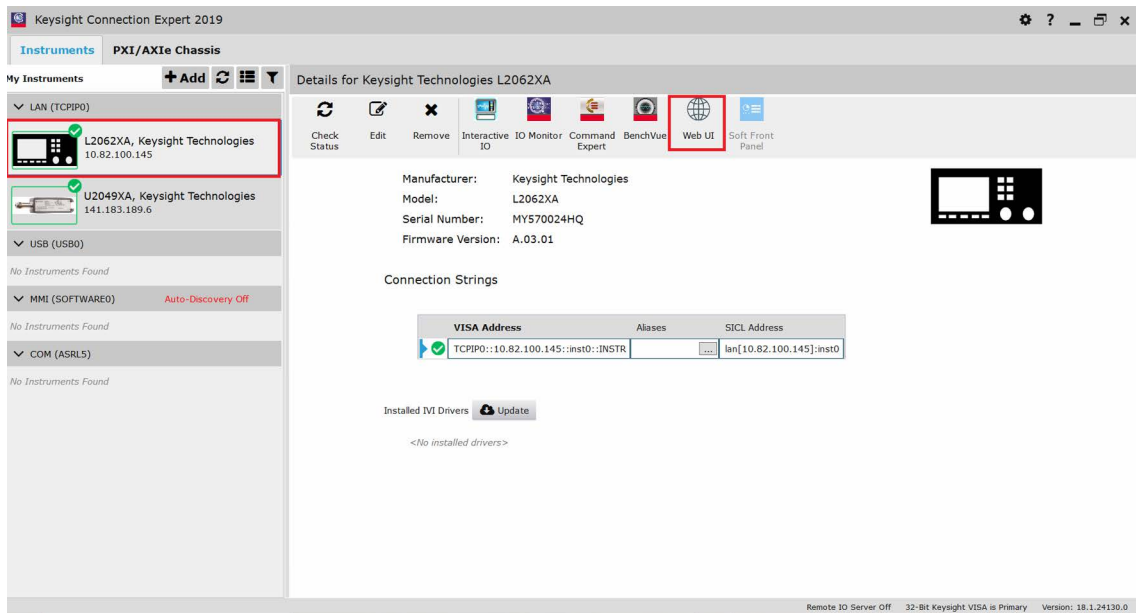 Keysight Connection Expert 2019
Instruments PXI/AXIe Chassis
My Instruments
Add
LAN (TCPIP0)
L2062XA, Keysight Technologies
10.82.100.145
U2049XA, Keysight Technologies
141.183.189.6
USB (USB0)
No Instruments Found
MMI (SOFTWARE0) Auto-Discovery Off
No Instruments Found
COM (ASRL5)
No Instruments Found
Details for Keysight Technologies L2062XA
Check Status
Edit
Remove
Interactive IO
IO Monitor
Command Expert
BenchVue
Web UI
Soft Front Panel
Manufacturer: Keysight Technologies
Model: L2062XA
Serial Number: MY570024HQ
Firmware Version: A.03.01
Connection Strings
VISA Address Aliases SICL Address
TCPIP0::10.82.100.145::inst0::INSTR ... lan[10.82.100.145]:inst0
Installed IVI Drivers Update
<No installed drivers>
Remote IO Server Off 32-Bit Keysight VISA is Primary Version: 18.1.24130.0